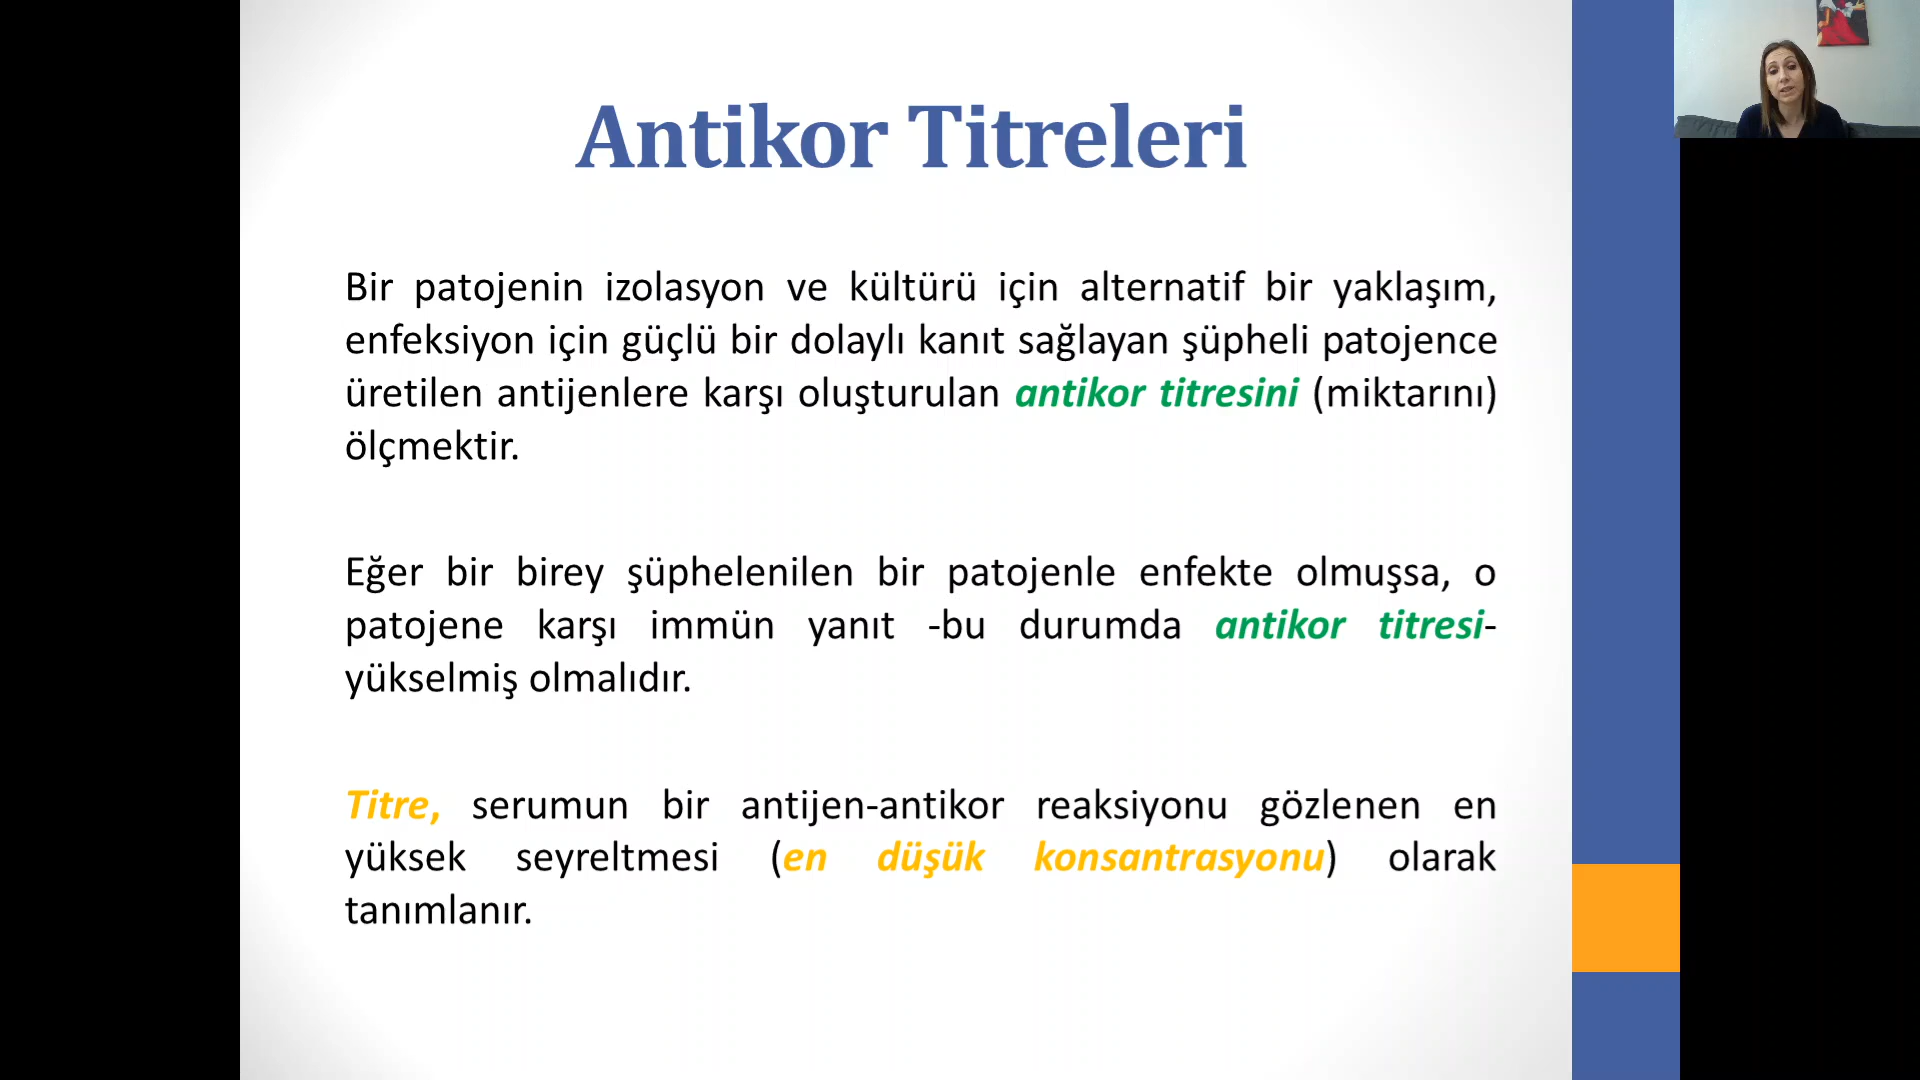 Antikor Titreleri
Bir patojenin izolasyon ve kültürü için alternatif bir yaklaşım,
enfeksiyon için güçlü bir dolaylı kanıt sağlayan şüpheli patojence
üretilen antijenlere karşı oluşturulan antikor titresini (miktarını)
ölçmektir.
Eğer bir birey şüphelenilen bir patojenle enfekte olmuşsa, o
patojene karşı immün yanıt -bu durumda antikor titresi-
yükselmiş olmalıdır.
Titre, serumun bir antijen-antikor reaksiyonu gözlenen en
yüksek seyreltmesi (en düşük konsantrasyonu) olarak
tanımlanır.